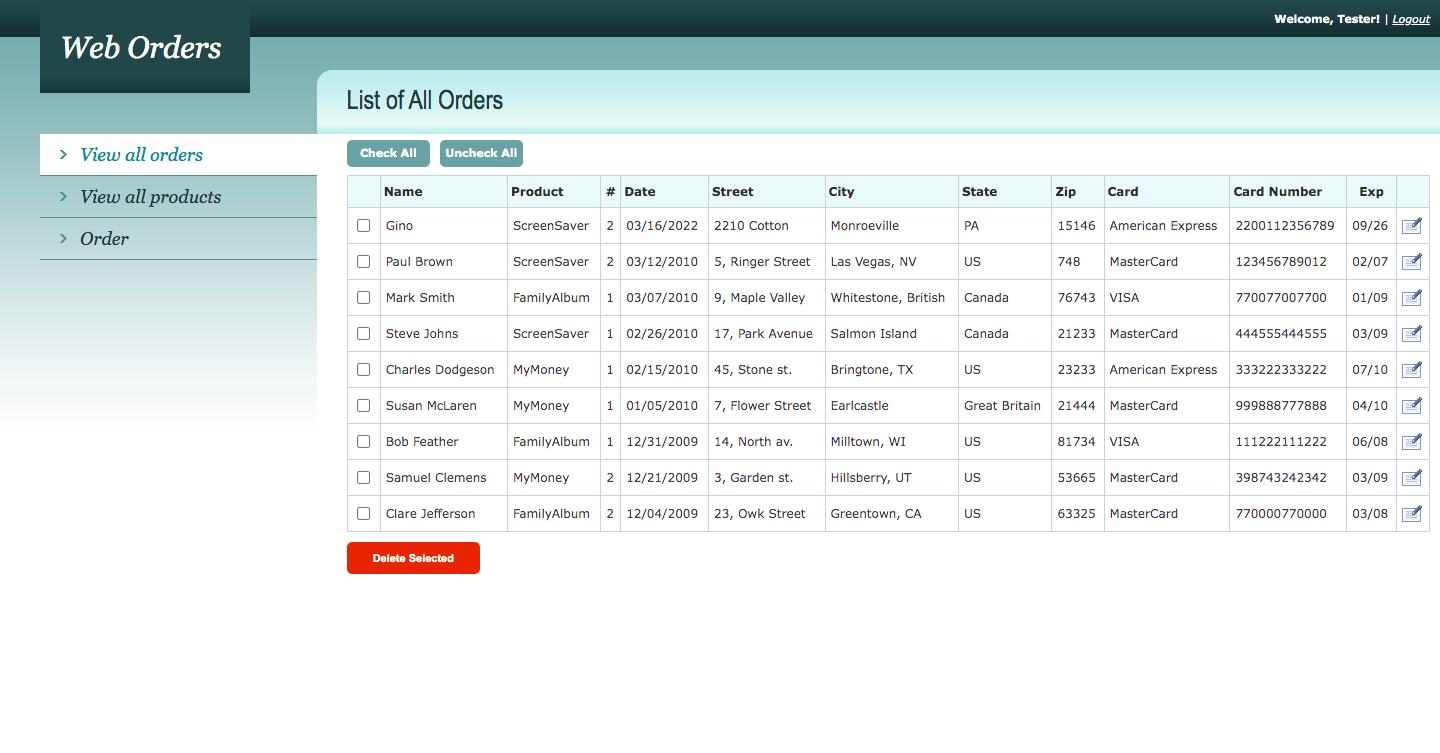 Welcome, Tester! | Logout
Web Orders
List of All Orders
View all orders
View all products
Order
Check All Uncheck All
Name Product # Date Street City State Zip Card Card Number Exp
Gino ScreenSaver 2 03/16/2022 2210 Cotton Monroeville PA 15146 American Express 2200112356789 09/26
Paul Brown ScreenSaver 2 03/12/2010 5, Ringer Street Las Vegas, NV US 748 MasterCard 123456789012 02/07
Mark Smith FamilyAlbum 1 03/07/2010 9, Maple Valley Whitestone, British Canada 76743 VISA 770077007700 01/09
Steve Johns ScreenSaver 1 02/26/2010 17, Park Avenue Salmon Island Canada 21233 MasterCard 444555444555 03/09
Charles Dodgeson MyMoney 1 02/15/2010 45, Stone st. Bringtone, TX US 23233 American Express 333222333222 07/10
Susan McLaren MyMoney 1 01/05/2010 7, Flower Street Earlcastle Great Britain 21444 MasterCard 999888777888 04/10
Bob Feather FamilyAlbum 1 12/31/2009 14, North av. Milltown, WI US 81734 VISA 111222111222 06/08
Samuel Clemens MyMoney 2 12/21/2009 3, Garden st. Hillsberry, UT US 53665 MasterCard 398743242342 03/09
Clare Jefferson FamilyAlbum 2 12/04/2009 23, Owk Street Greentown, CA US 63325 MasterCard 770000770000 03/08
Delete Selected